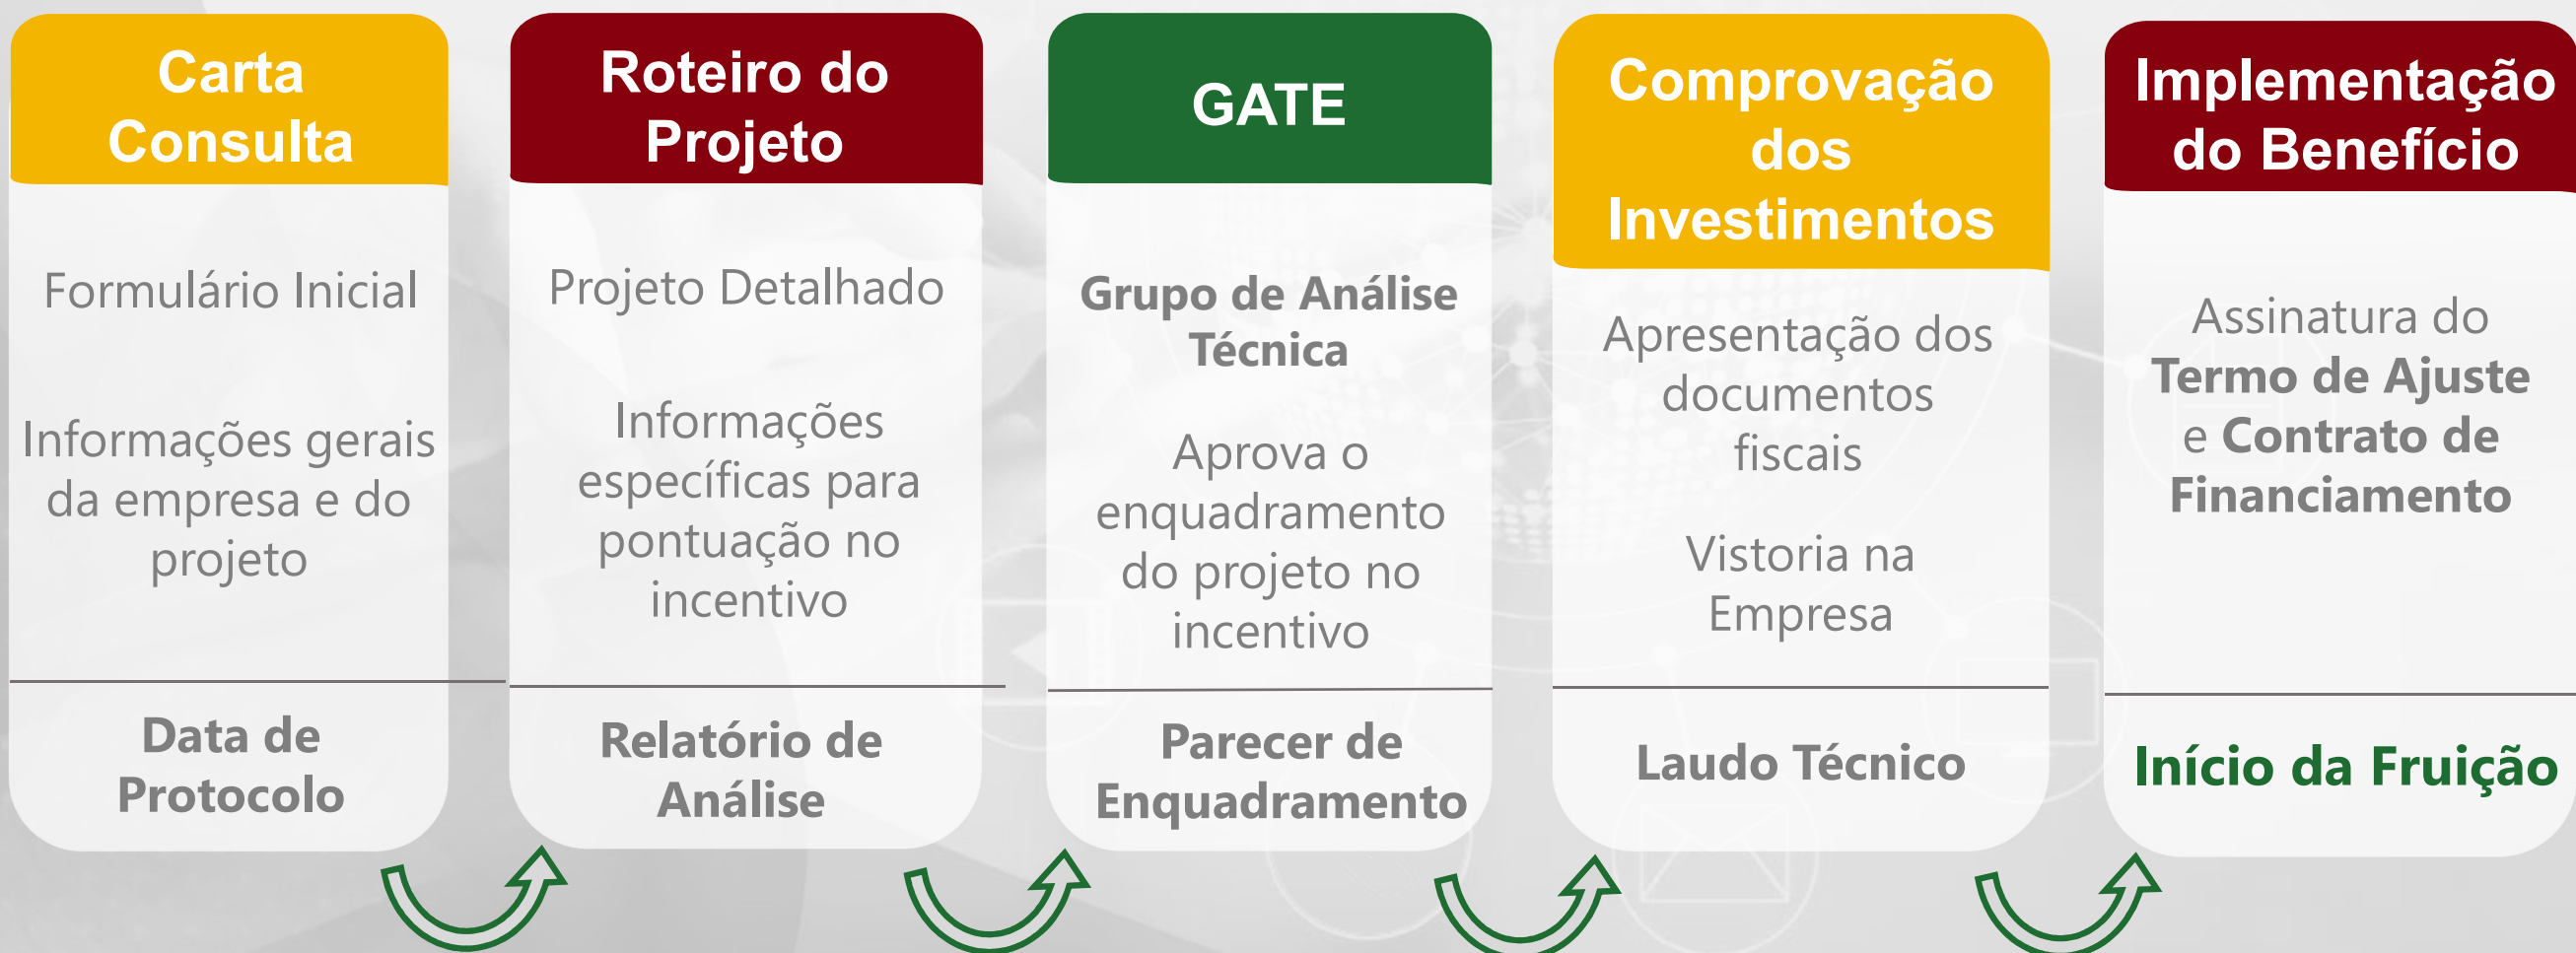 Carta
Consulta
Formulário Inicial
Informações gerais
da empresa e do
projeto
Data de
Protocolo
Roteiro do
Projeto
Projeto Detalhado
Informações
específicas para
pontuação no
incentivo
Relatório de
Análise
GATE
Grupo de Análise
Técnica
Aprova o
enquadramento
do projeto no
incentivo
Parecer de
Enquadramento
Comprovação
dos
Investimentos
Apresentação dos
documentos
fiscais
Vistoria na
Empresa
Laudo Técnico
Implementação
do Benefício
Assinatura do
Termo de Ajuste
e Contrato de
Financiamento
Início da Fruição